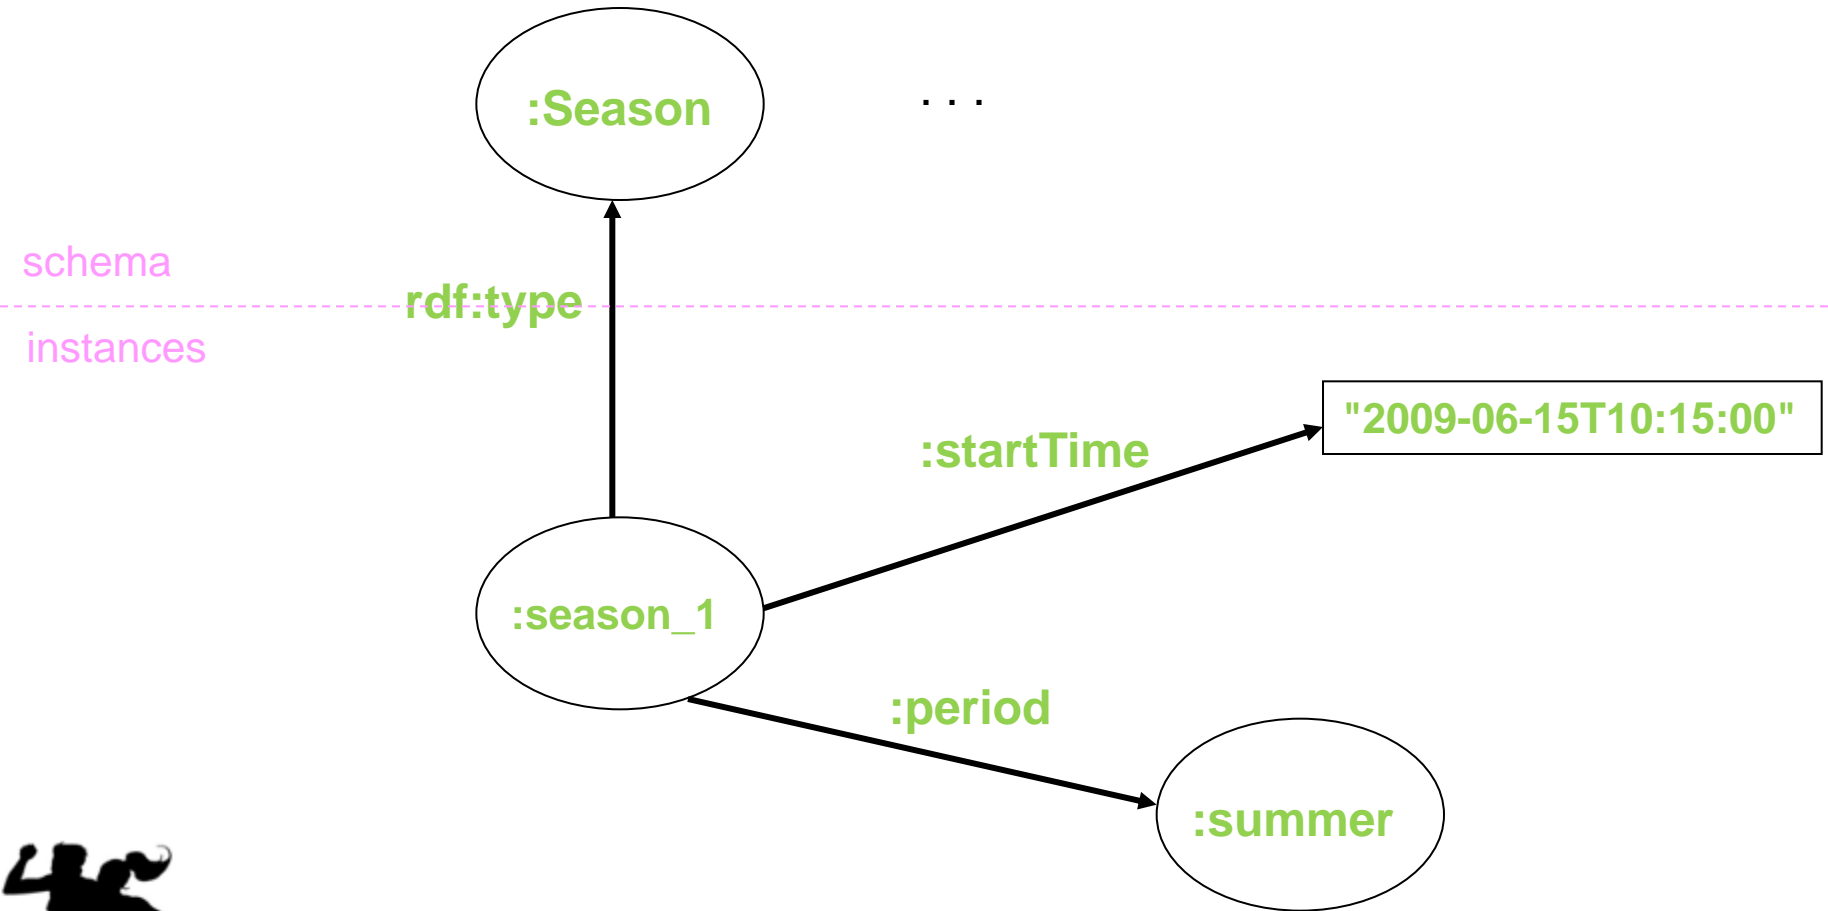 :Season
. . .
schema
rdf:type
instances
"2009-06-15T10:15:00"
:startTime
:season_1
:period
:summer